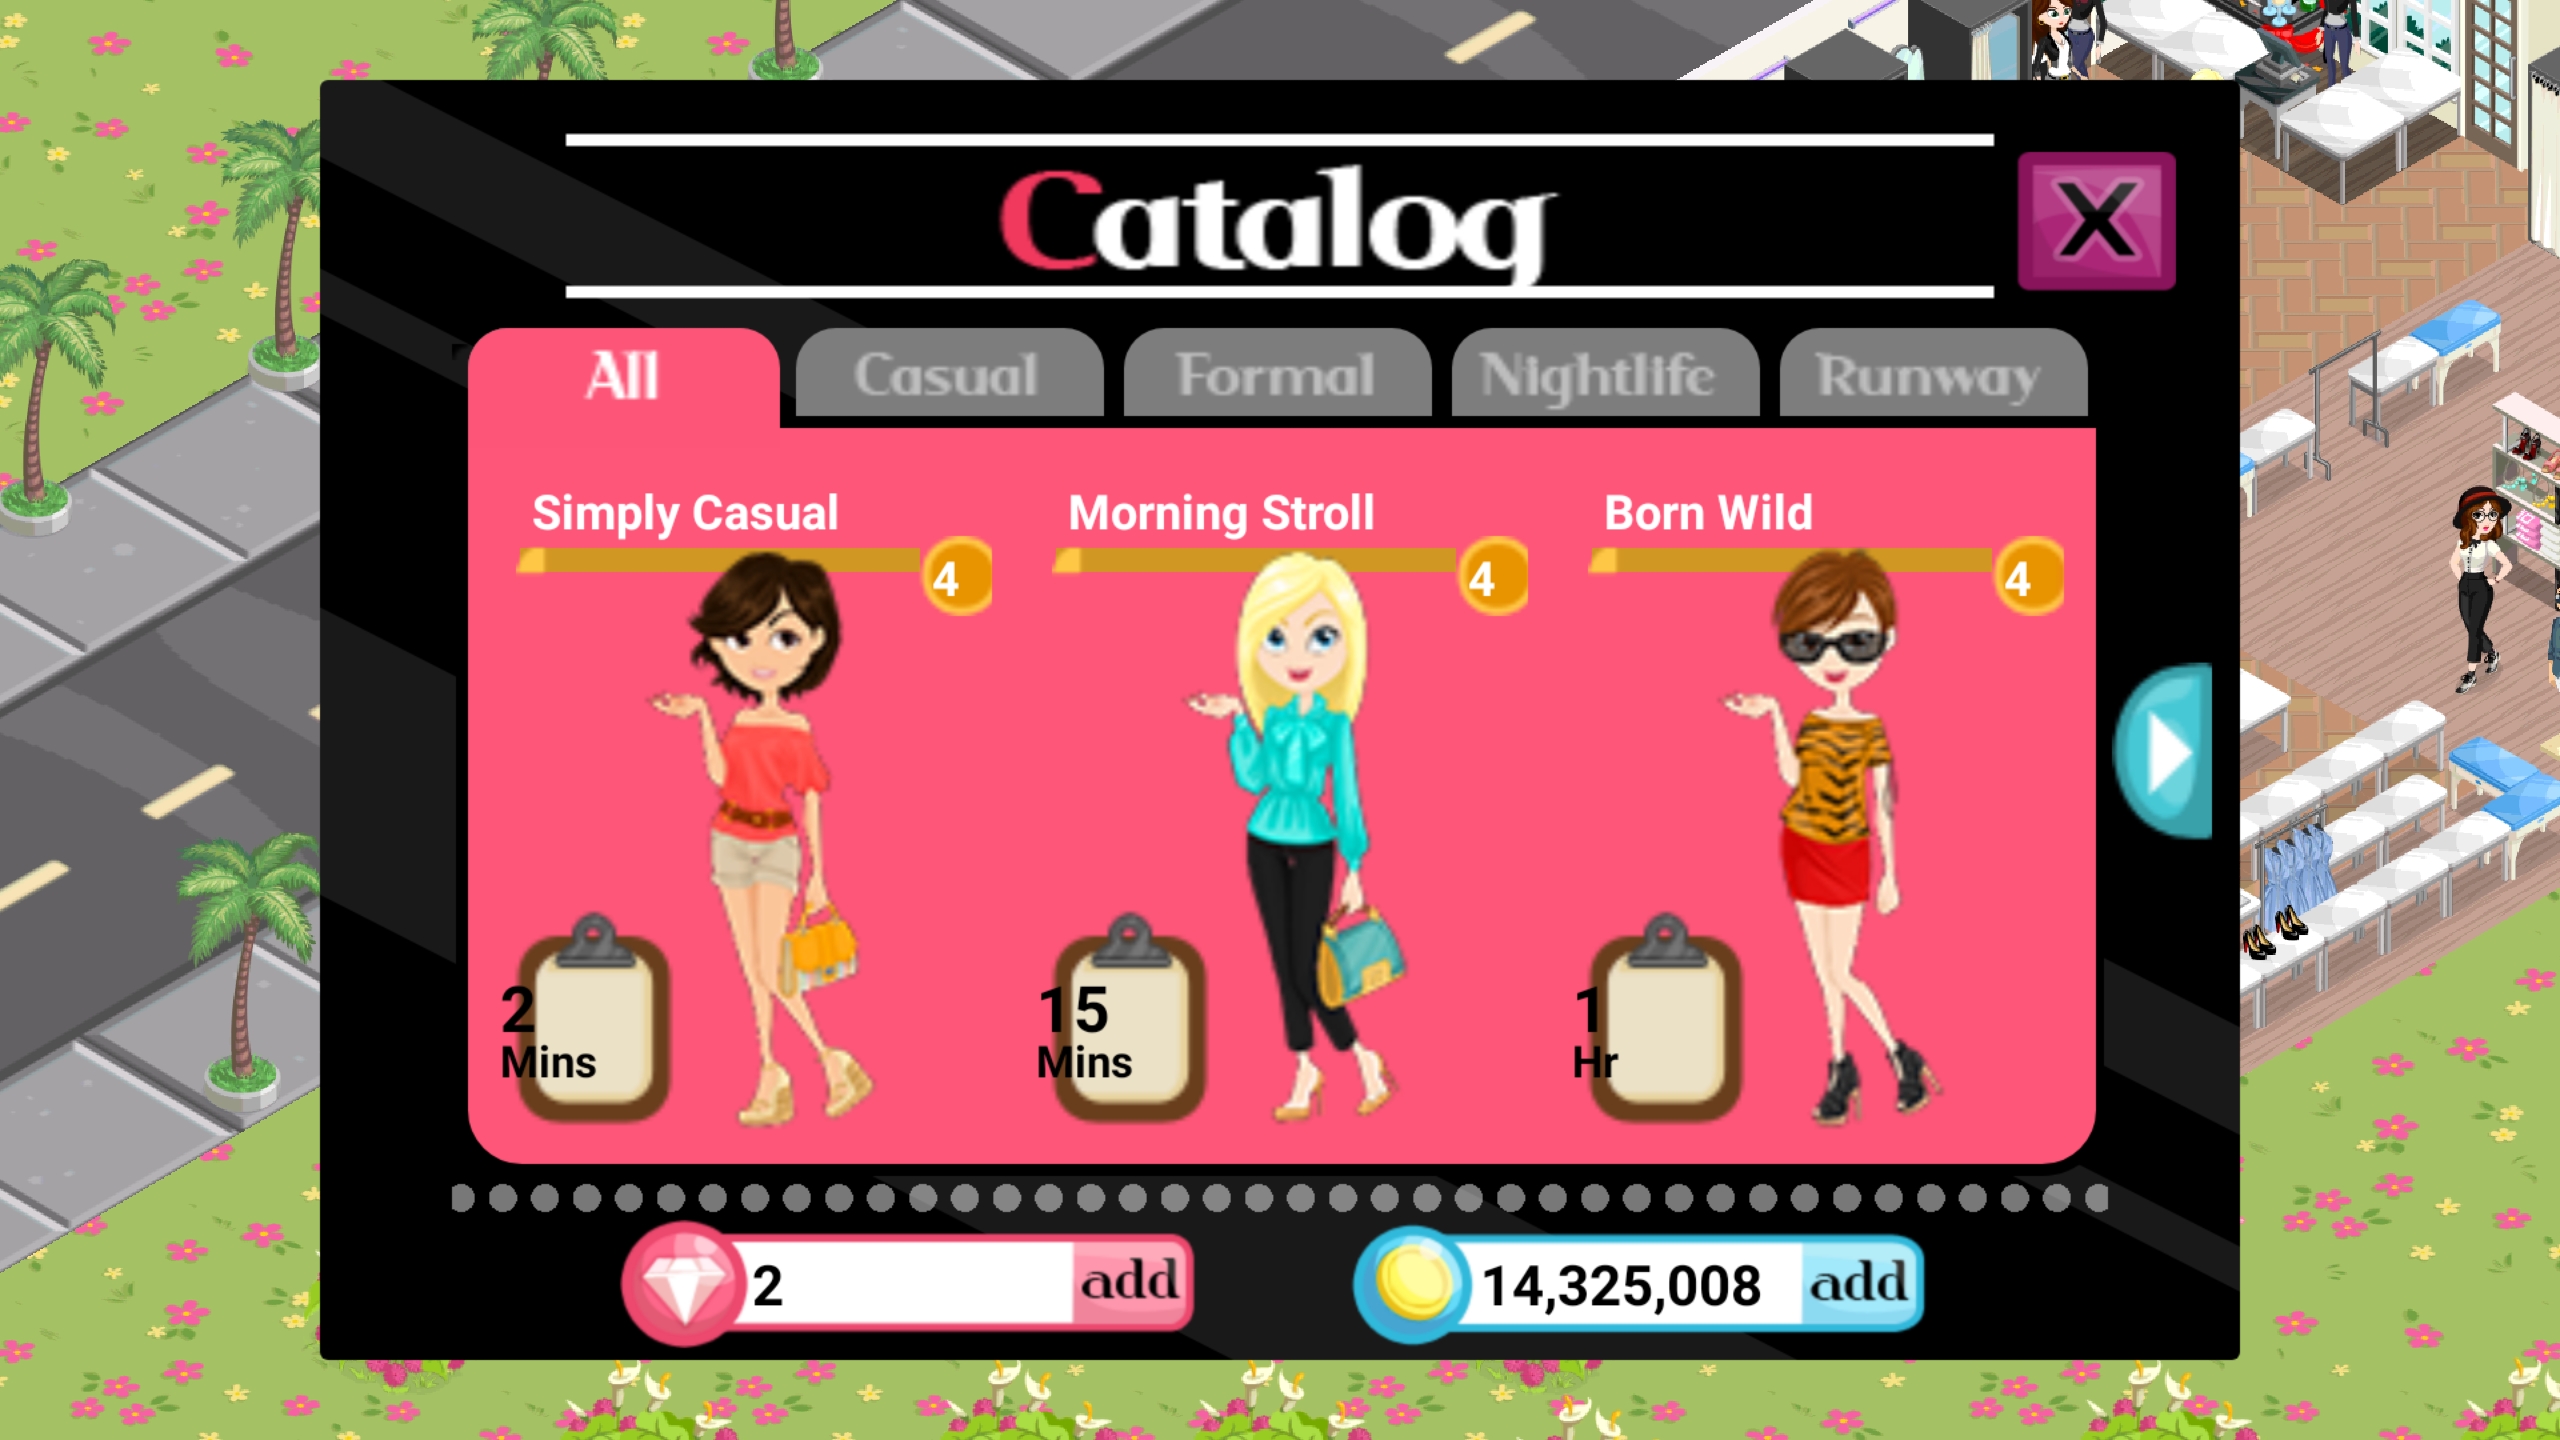 Catalog
X
All Casual Formal Nightlife Runway
Simply Casual Morning Stroll Born Wild
4 4 4
2 15 1
Mins Mins Hr
2 add 14,325,008 add